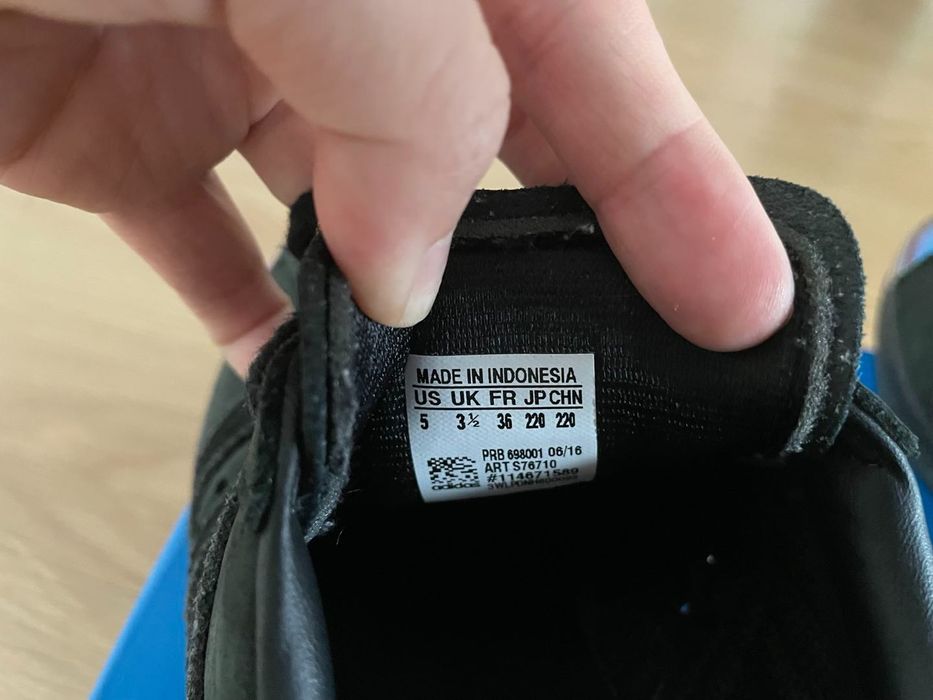 MADE IN INDONESIA
US UK FR JP CHN
5 3½ 36 220 220
PRB 698001 06/16
ART S76710
#114671589
adidas